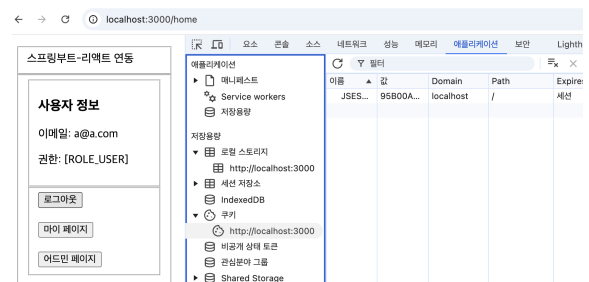 localhost:3000/home
스프링부트-리액트 연동
사용자 정보
이메일: a@a.com
권한: [ROLE_USER]
로그아웃
마이 페이지
어드민 페이지
요소 콘솔 소스 네트워크 성능 메모리 애플리케이션 보안 Lighth
애플리케이션
매니페스트
Service workers
저장용량
저장용량
로컬 스토리지
http://localhost:3000
세션 저장소
IndexedDB
쿠키
http://localhost:3000
비공개 상태 토큰
관심분야 그룹
Shared Storage
필터
이름 값 Domain Path Expires
JSES... 95B00A... localhost / 세션